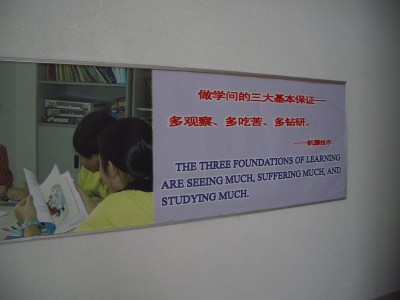 做学问的三大基本保证—
多观察、多吃苦、多钻研。
THE THREE FOUNDATIONS OF LEARNING
ARE SEEING MUCH, SUFFERING MUCH, AND
STUDYING MUCH.